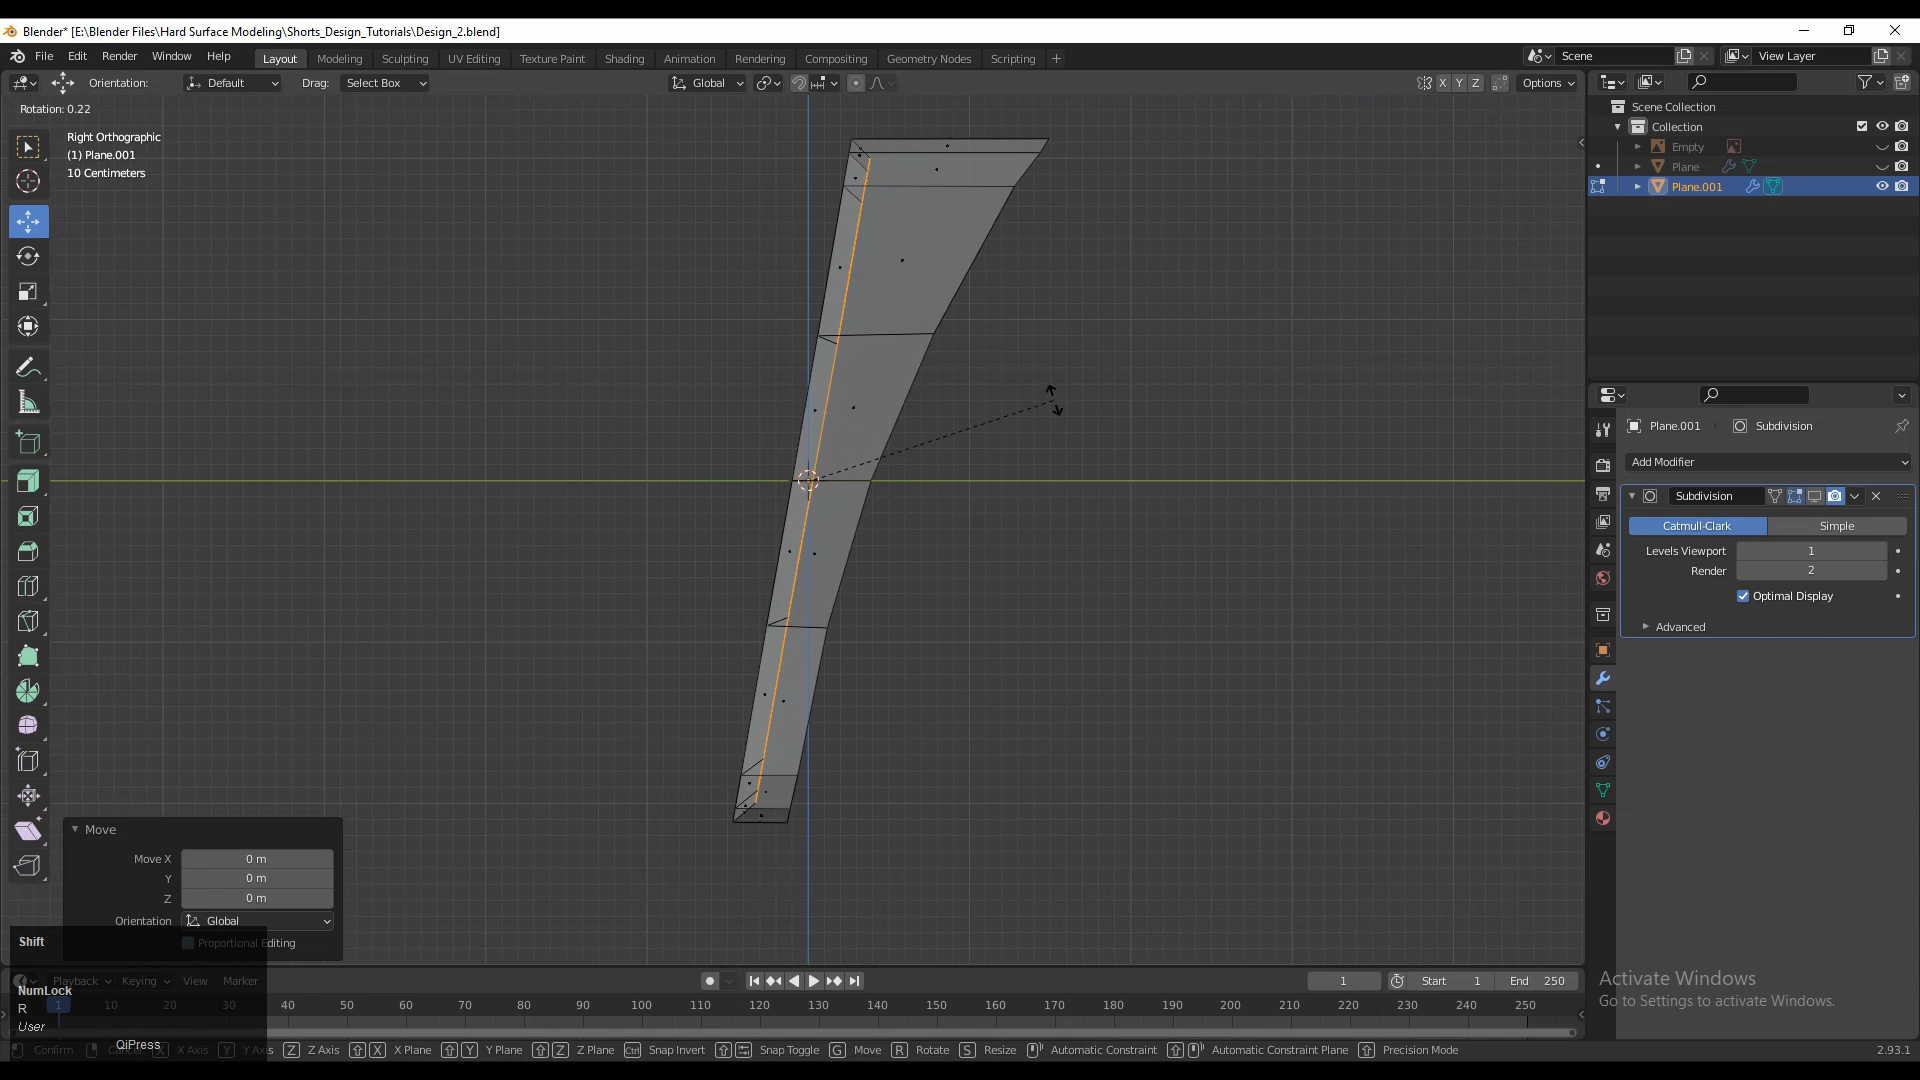 Blender* [E:\Blender Files\Hard Surface Modeling\Shorts_Design_Tutorials\Design_2.blend]
File Edit Render Window Help Layout Modeling Sculpting UV Editing Texture Paint Shading Animation Rendering Compositing Geometry Nodes Scripting + Scene View Layer
Orientation: Default Drag: Select Box Global X Y Z Options
Rotation: 0.22
Right Orthographic
(1) Plane.001
10 Centimeters
Scene Collection
Collection
Empty
Plane
Plane.001
Plane.001 Subdivision
Add Modifier
Subdivision
Catmull-Clark Simple
Levels Viewport 1
Render 2
Optimal Display
Advanced
Move
Move X 0 m
Y 0 m
Z 0 m
Orientation Global
Proportional Editing
Shift
NumLock
R
User
QiPress
Playback Keying View Marker
1 Start 1 End 250
1 10 20 30 40 50 60 70 80 90 100 110 120 130 140 150 160 170 180 190 200 210 220 230 240 250
Activate Windows
Go to Settings to activate Windows.
Confirm Cancel X X Axis Y Y Axis Z Z Axis X X Plane Y Y Plane Z Z Plane Ctrl Snap Invert Snap Toggle G Move R Rotate S Resize Automatic Constraint Automatic Constraint Plane Precision Mode 2.93.1